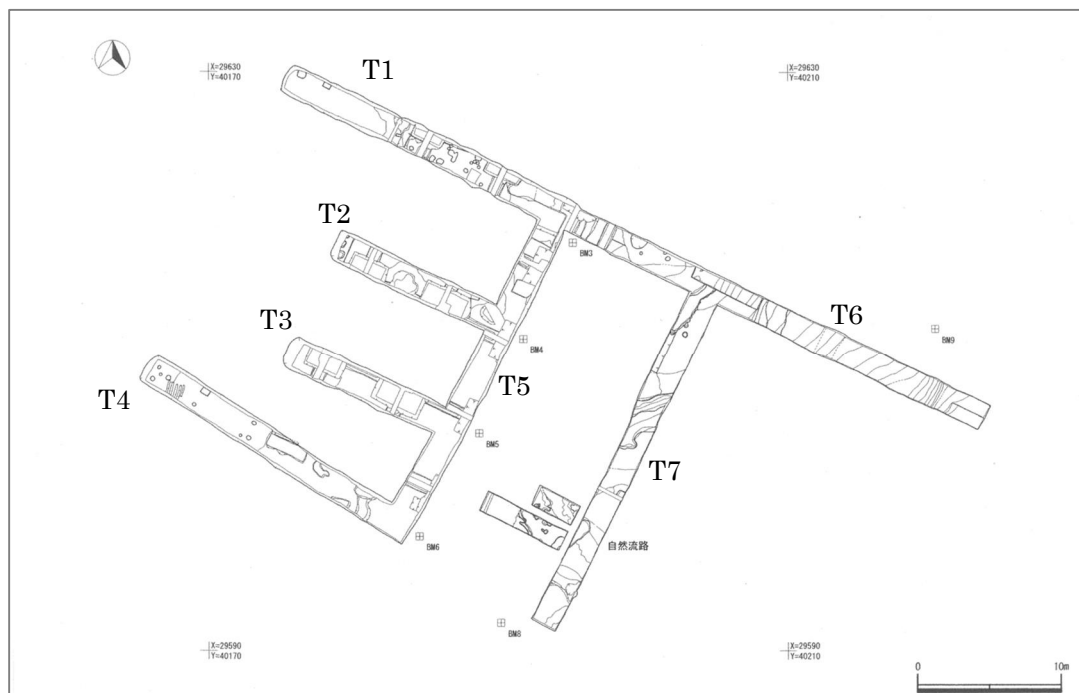 T1
X=29630
Y=40170
X=29630
Y=40210
T2
BM3
T3
T6
BM9
BM4
T5
T4
BM5
T7
自然流路
BM6
BM8
X=29590
Y=40170
X=29590
Y=40210
0
10m